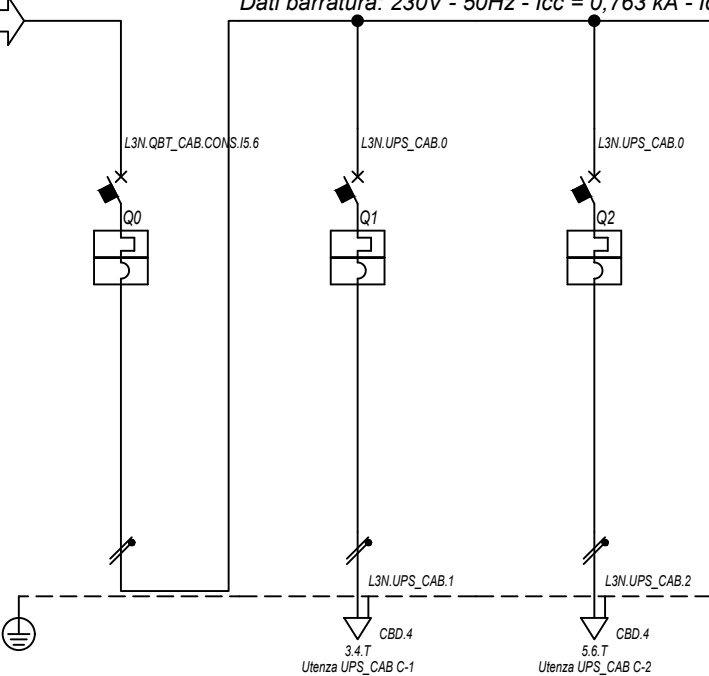 Dati barratura: 230V - 50Hz - Icc = 0,763 kA -
L3N.QBT_CAB.CONS.I5.6
L3N.UPS_CAB.0
L3N.UPS_CAB.0
Q0
Q1
Q2
L3N.UPS_CAB.1
L3N.UPS_CAB.2
CBD.4
CBD.4
3.4.T
5.6.T
Utenza UPS_CAB C-1
Utenza UPS_CAB C-2